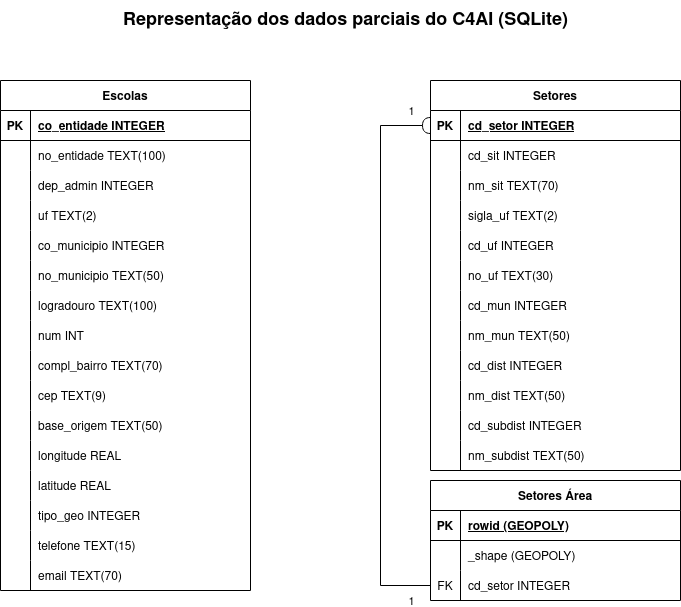 Representação dos dados parciais do C4AI (SQLite)
Escolas
PK co_entidade INTEGER
no_entidade TEXT(100)
dep_admin INTEGER
uf TEXT(2)
co_municipio INTEGER
no_municipio TEXT(50)
logradouro TEXT(100)
num INT
compl_bairro TEXT(70)
cep TEXT(9)
base_origem TEXT(50)
longitude REAL
latitude REAL
tipo_geo INTEGER
telefone TEXT(15)
email TEXT(70)
1
Setores
PK cd_setor INTEGER
cd_sit INTEGER
nm_sit TEXT(70)
sigla_uf TEXT(2)
cd_uf INTEGER
no_uf TEXT(30)
cd_mun INTEGER
nm_mun TEXT(50)
cd_dist INTEGER
nm_dist TEXT(50)
cd_subdist INTEGER
nm_subdist TEXT(50)
Setores Área
PK rowid (GEOPOLY)
_shape (GEOPOLY)
FK cd_setor INTEGER
1